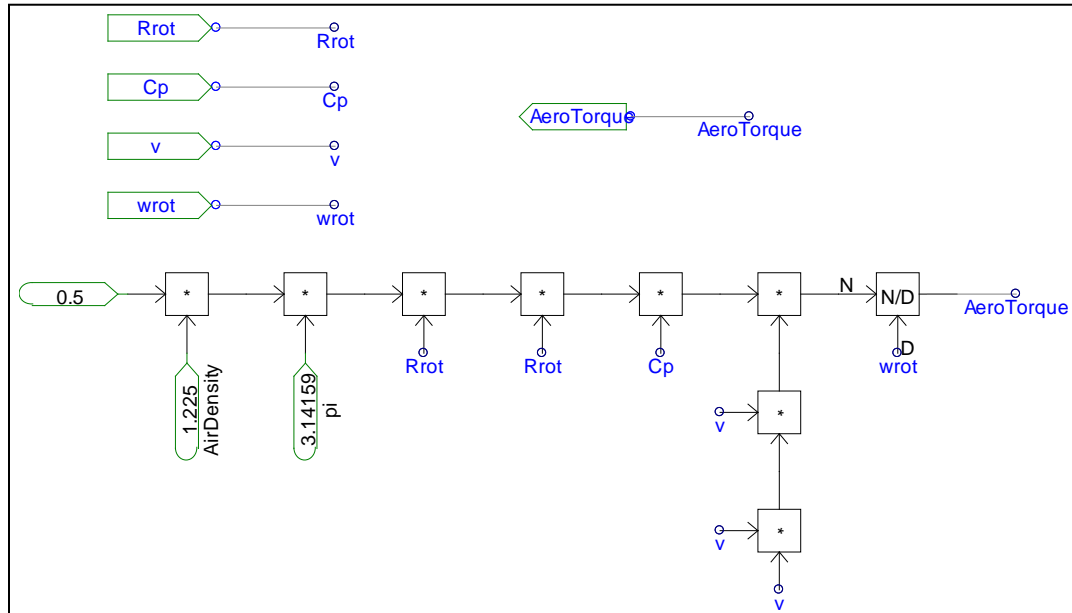 Rrot Rrot
Cp Cp
AeroTorque AeroTorque
v v
wrot wrot
0.5 * * * * * * N N/D AeroTorque
Rrot Rrot Cp D wrot
1.225 AirDensity
3.14159 pi
v *
v *
v